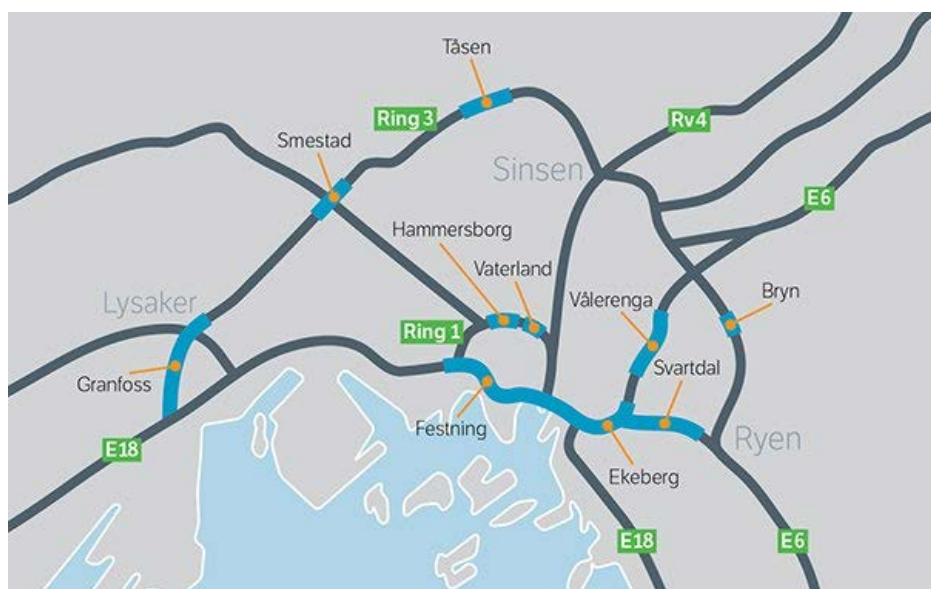 Tåsen
Ring 3
Rv4
Smestad
Sinsen
E6
Hammersborg
Vaterland
Vålerenga
Bryn
Lysaker
Ring 1
Svartdal
Granfoss
Festning
Ryen
E18
Ekeberg
E18
E6